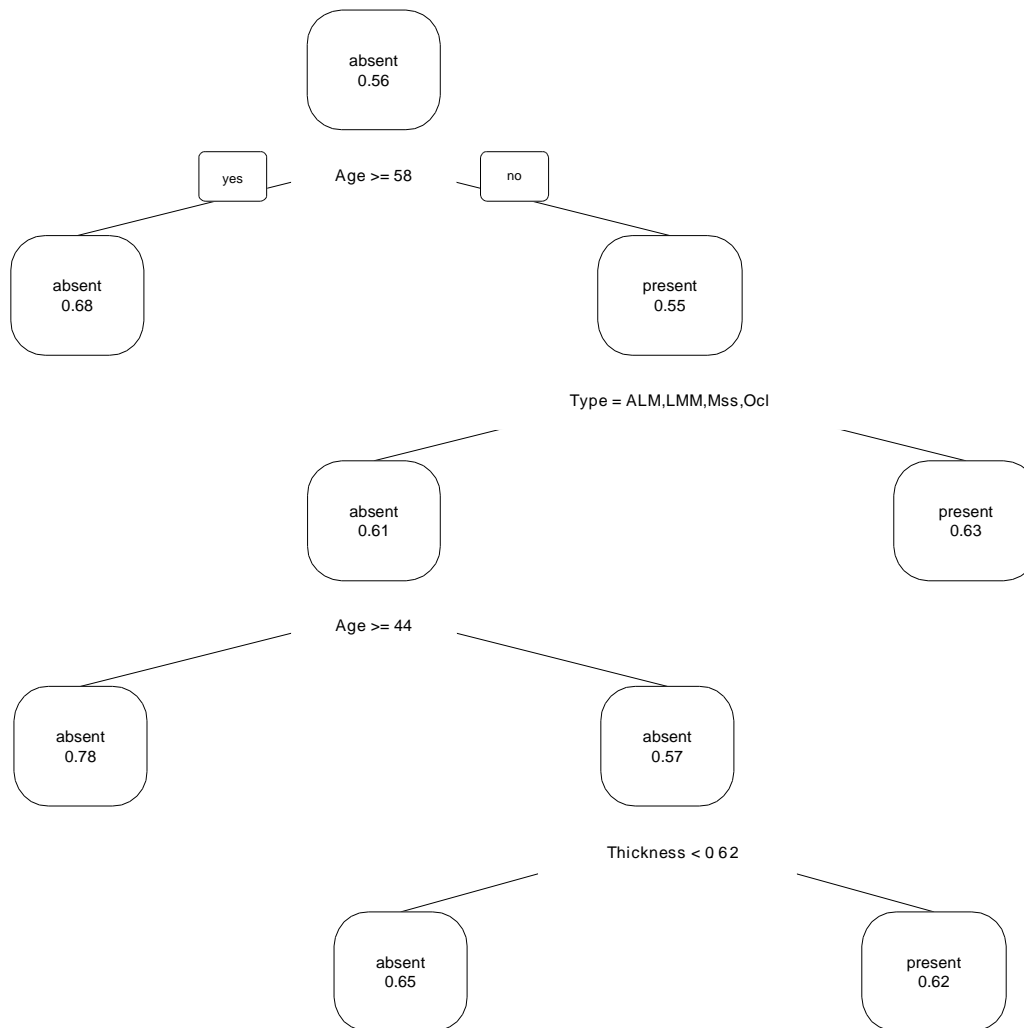 absent
0.56
yes
Age >= 58
no
absent
0.68
present
0.55
Type = ALM,LMM,Mss,Ocl
absent
0.61
present
0.63
Age >= 44
absent
0.78
absent
0.57
Thickness < 0 62
absent
0.65
present
0.62